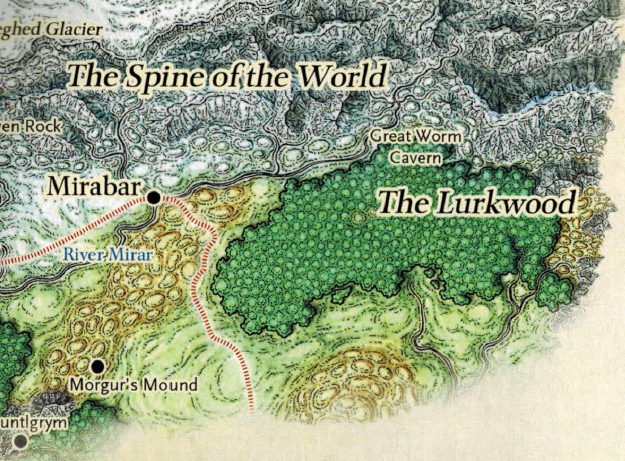 eghed Glacier
The Spine of the World
ven Rock
Great Worm
Cavern
Mirabar
The Lurkwood
River Mirar
Morgur's Mound
untlgrym